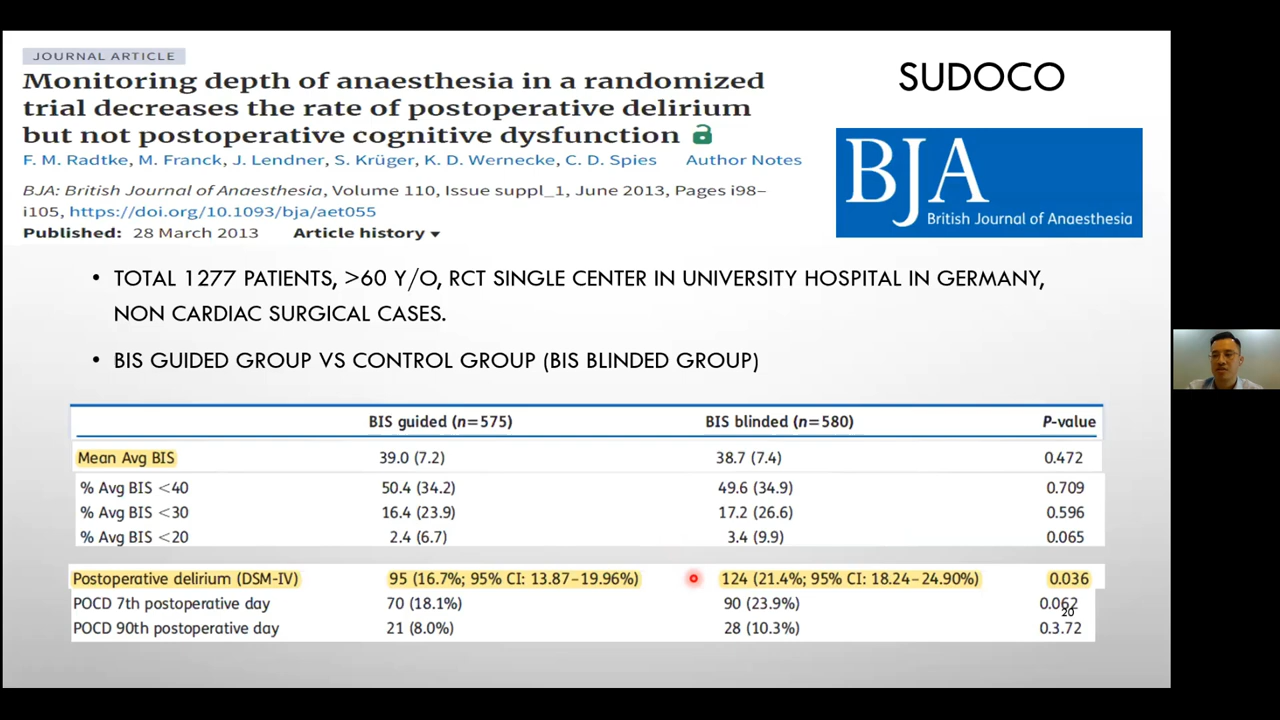 JOURNAL ARTICLE
Monitoring depth of anaesthesia in a randomized
trial decreases the rate of postoperative delirium
but not postoperative cognitive dysfunction
F. M. Radtke, M. Franck, J. Lendner, S. Krüger, K. D. Wernecke, C. D. Spies Author Notes
BJA: British Journal of Anaesthesia, Volume 110, Issue suppl_1, June 2013, Pages i98–
i105, https://doi.org/10.1093/bja/aet055
Published: 28 March 2013 Article history
SUDOCO
BJA
British Journal of Anaesthesia
• TOTAL 1277 PATIENTS, >60 Y/O, RCT SINGLE CENTER IN UNIVERSITY HOSPITAL IN GERMANY,
NON CARDIAC SURGICAL CASES.
• BIS GUIDED GROUP VS CONTROL GROUP (BIS BLINDED GROUP)
BIS guided (n=575) BIS blinded (n=580) P-value
Mean Avg BIS 39.0 (7.2) 38.7 (7.4) 0.472
% Avg BIS <40 50.4 (34.2) 49.6 (34.9) 0.709
% Avg BIS <30 16.4 (23.9) 17.2 (26.6) 0.596
% Avg BIS <20 2.4 (6.7) 3.4 (9.9) 0.065
Postoperative delirium (DSM-IV) 95 (16.7%; 95% CI: 13.87–19.96%) 124 (21.4%; 95% CI: 18.24–24.90%) 0.036
POCD 7th postoperative day 70 (18.1%) 90 (23.9%) 0.062
20
POCD 90th postoperative day 21 (8.0%) 28 (10.3%) 0.3.72